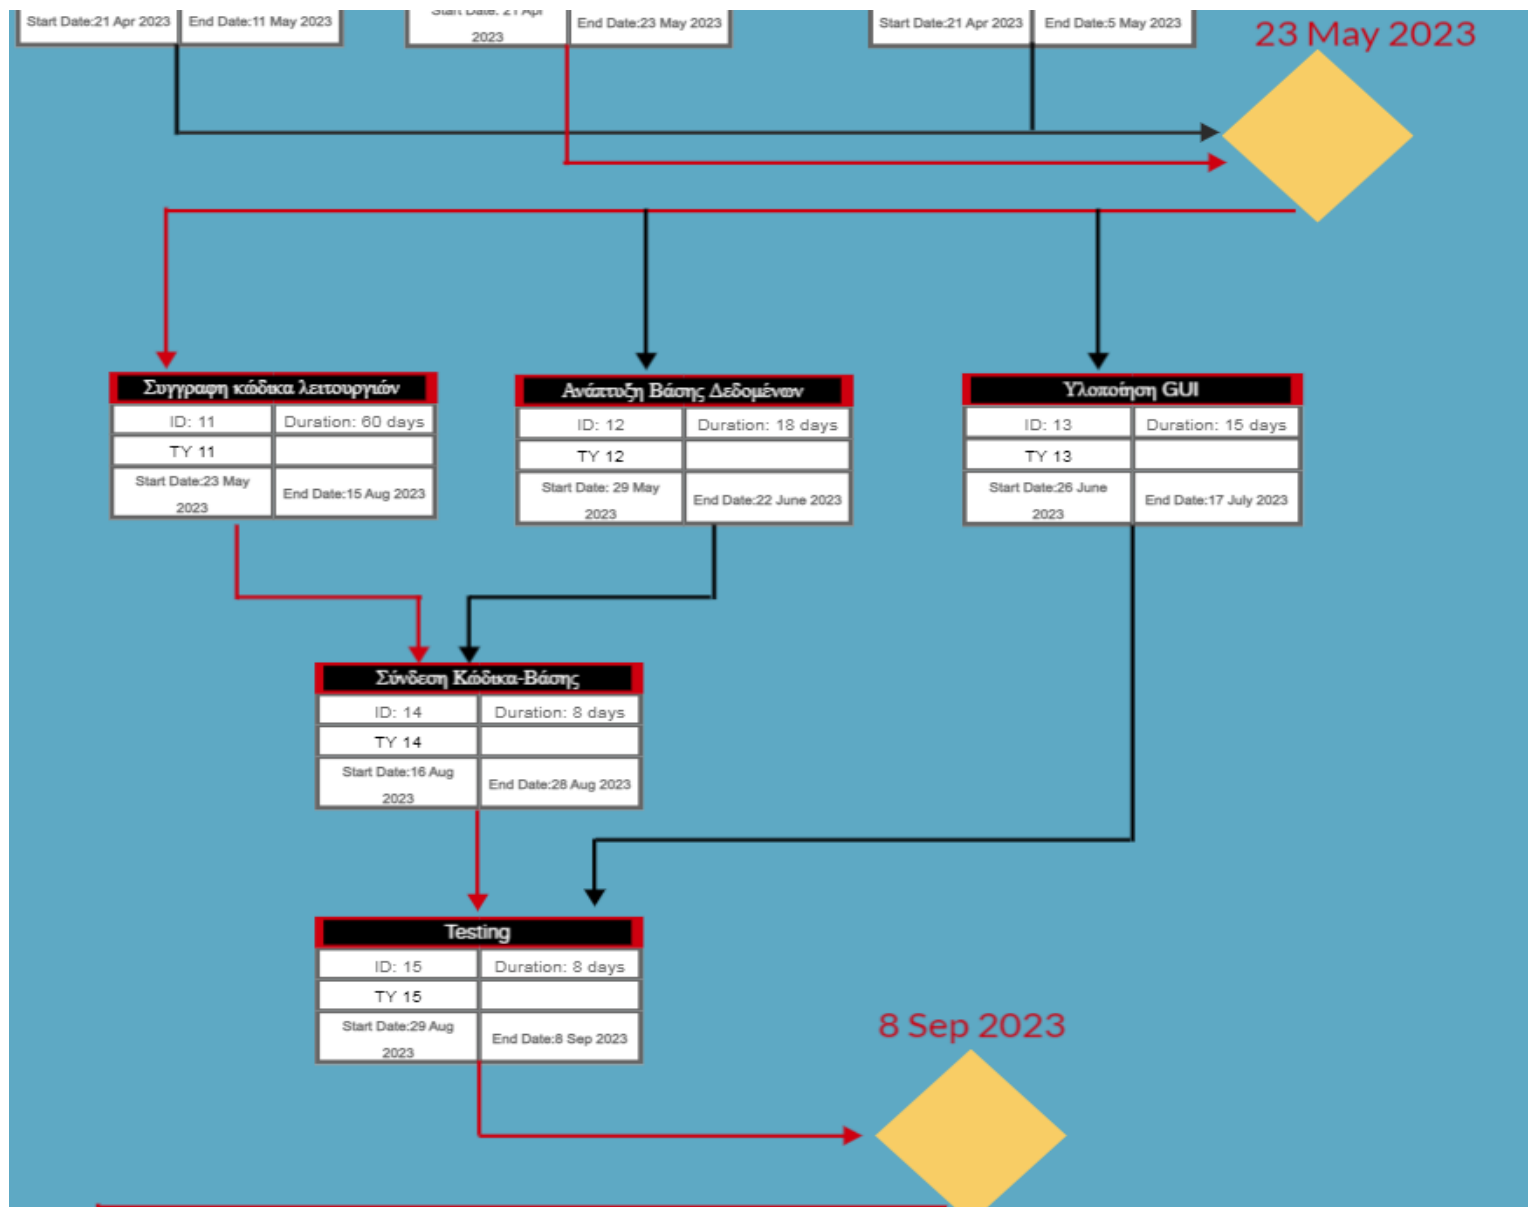 Start Date:21 Apr 2023
End Date:11 May 2023
Start Date: 21 Apr
2023
End Date:23 May 2023
Start Date:21 Apr 2023
End Date:5 May 2023
23 May 2023
Συγγραφη κώδικα λειτουργιών
ID: 11
Duration: 60 days
TY 11
Start Date:23 May
2023
End Date:15 Aug 2023
Ανάπτυξη Βάσης Δεδομένων
ID: 12
Duration: 18 days
TY 12
Start Date: 29 May
2023
End Date:22 June 2023
Υλοποίηση GUI
ID: 13
Duration: 15 days
TY 13
Start Date:26 June
2023
End Date:17 July 2023
Σύνδεση Κώδικα-Βάσης
ID: 14
Duration: 8 days
TY 14
Start Date:16 Aug
2023
End Date:28 Aug 2023
Testing
ID: 15
Duration: 8 days
TY 15
Start Date:29 Aug
2023
End Date:8 Sep 2023
8 Sep 2023